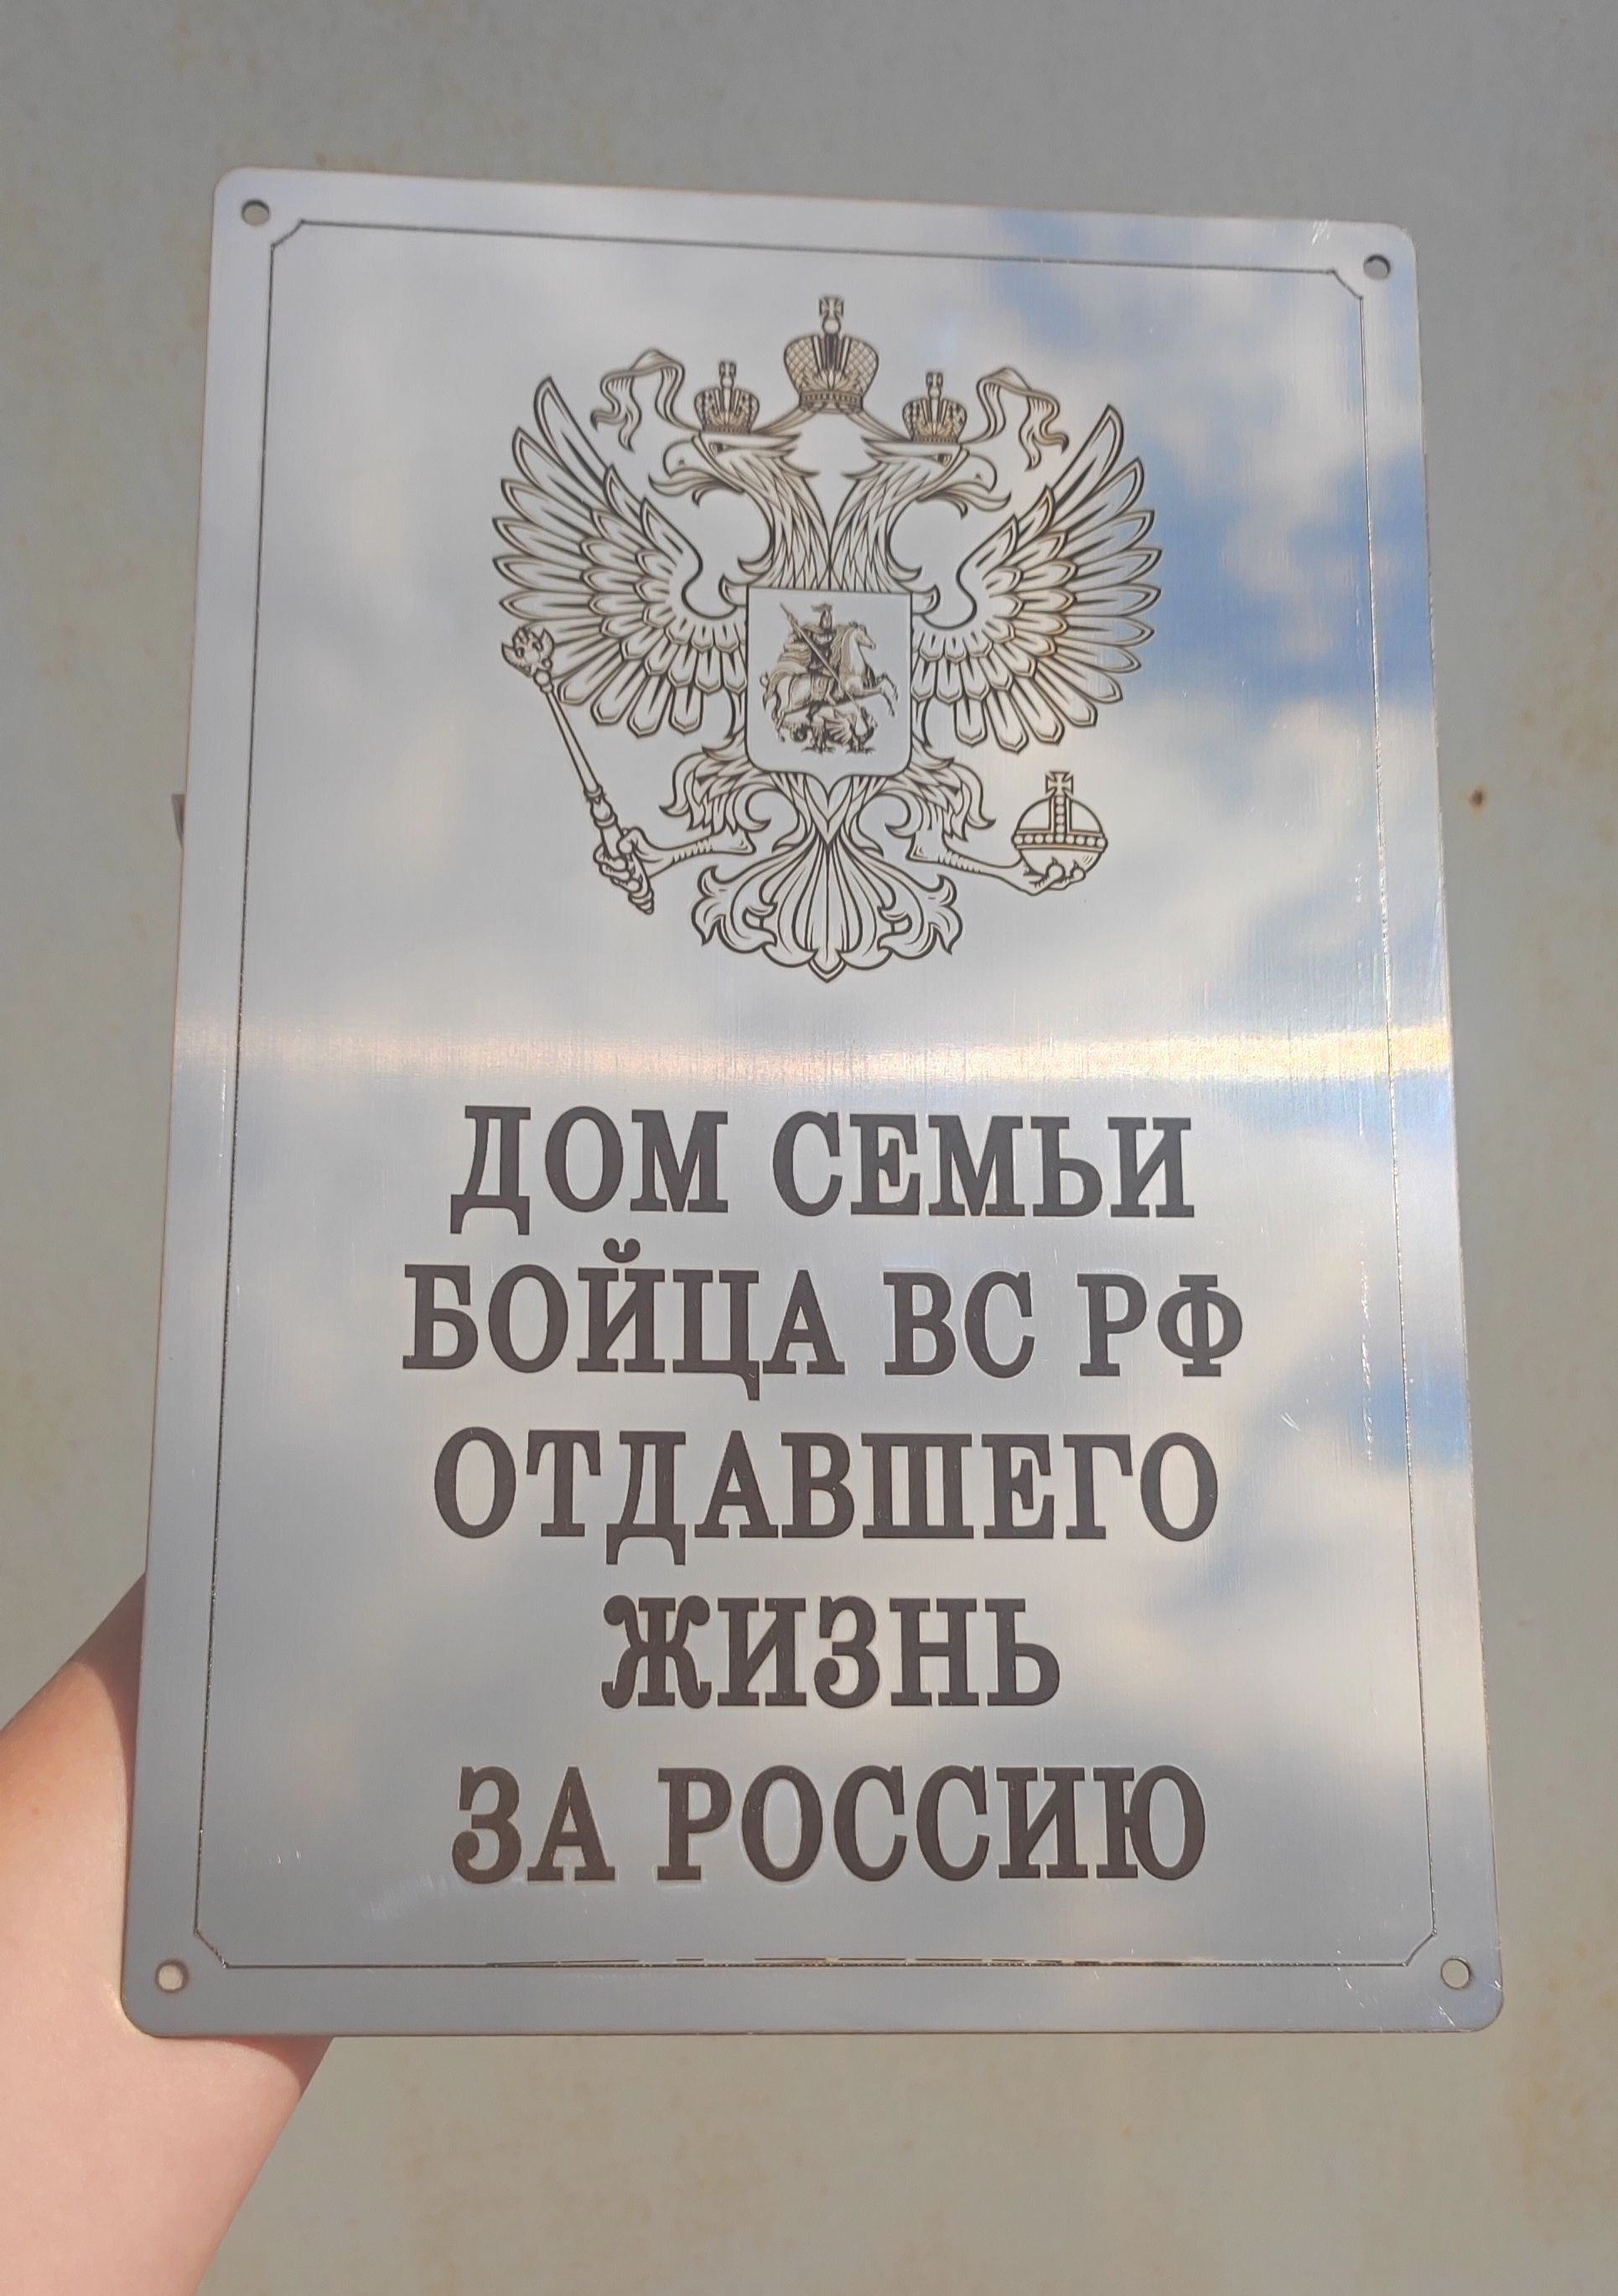 ДОМ СЕМЬИ
БОЙЦА ВС РФ
ОТДАВШЕГО
ЖИЗНЬ
ЗА РОССИЮ